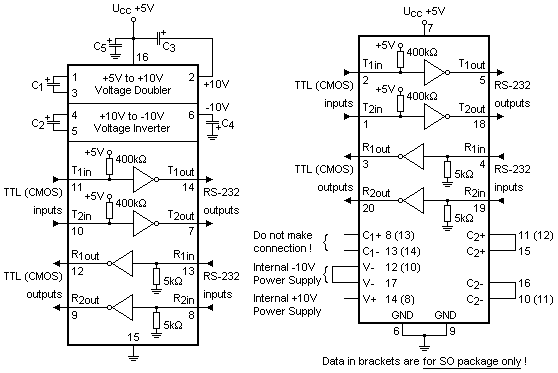 UCC +5V
C5
C3
16
C1
1
3
+5V to +10V
Voltage Doubler
2
+10V
C2
4
5
+10V to -10V
Voltage Inverter
6
-10V
C4
+5V
400kΩ
T1in
T1out
11
14
TTL (CMOS)
inputs
RS-232
outputs
+5V
400kΩ
T2in
T2out
10
7
R1out
R1in
12
13
5kΩ
TTL (CMOS)
outputs
RS-232
inputs
R2out
R2in
9
8
5kΩ
15
UCC +5V
7
+5V
400kΩ
T1in
T1out
2
5
TTL (CMOS)
inputs
RS-232
outputs
+5V
400kΩ
T2in
T2out
1
18
R1out
R1in
3
4
5kΩ
TTL (CMOS)
outputs
RS-232
inputs
R2out
R2in
20
19
5kΩ
Do not make
connection !
C1+ 8 (13)
C1- 13 (14)
C2+
C2+
11 (12)
15
Internal -10V
Power Supply
V- 12 (10)
V- 17
C2-
C2-
16
10 (11)
Internal +10V
Power Supply
V+ 14 (8)
GND
GND
6
9
Data in brackets are for SO package only !